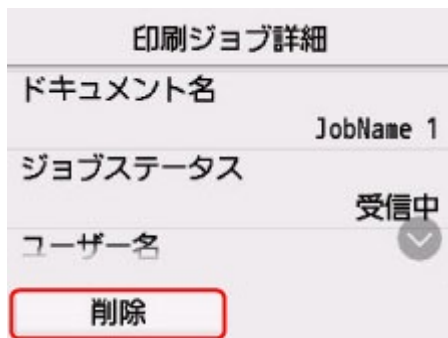 印刷ジョブ詳細
ドキュメント名
JobName 1
ジョブステータス
受信中
ユーザー名
削除